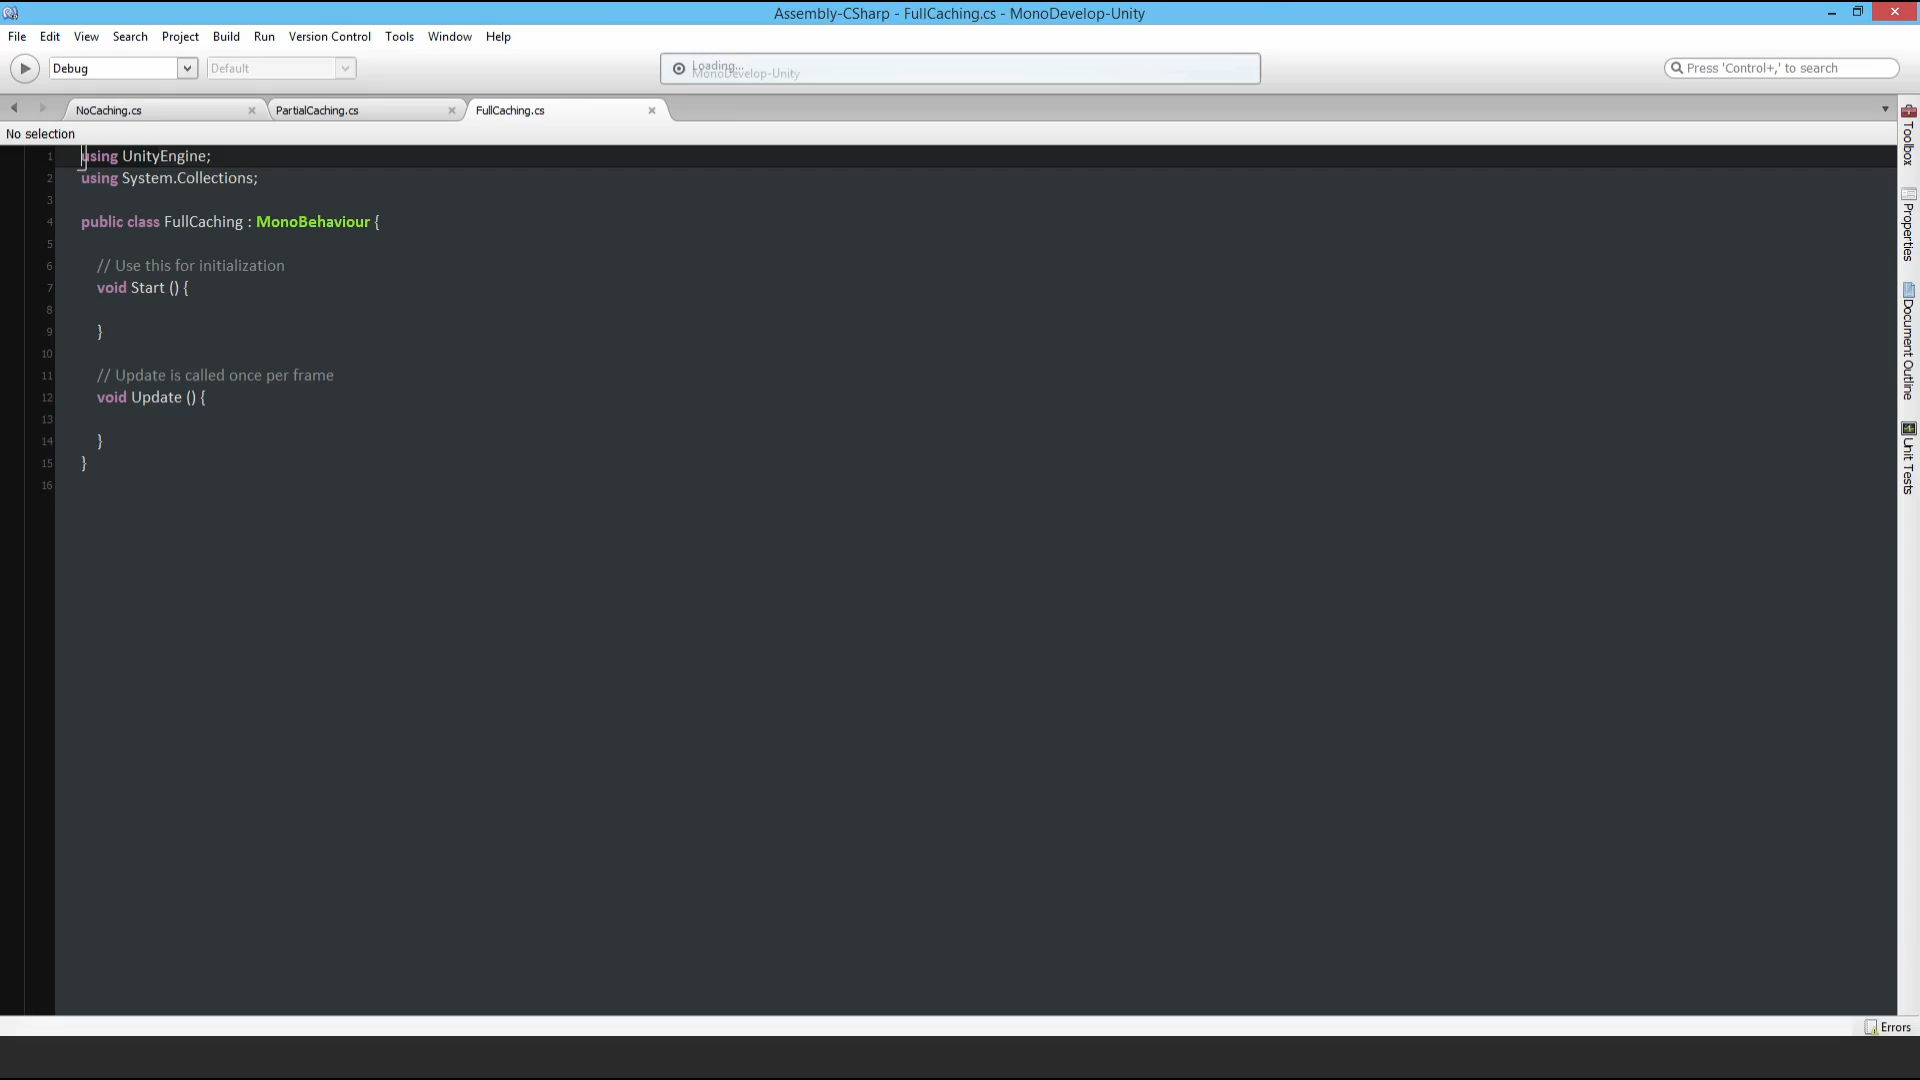 Assembly-CSharp - FullCaching.cs - MonoDevelop-Unity
File Edit View Search Project Build Run Version Control Tools Window Help
Debug Default Loading... Press 'Control+,' to search
MonoDevelop-Unity
NoCaching.cs PartialCaching.cs FullCaching.cs
No selection
1 using UnityEngine;
2 using System.Collections;
3
4 public class FullCaching : MonoBehaviour {
5
6 // Use this for initialization
7 void Start () {
8
9 }
10
11 // Update is called once per frame
12 void Update () {
13
14 }
15 }
16
Toolbox
Properties
Document Outline
Unit Tests
Errors